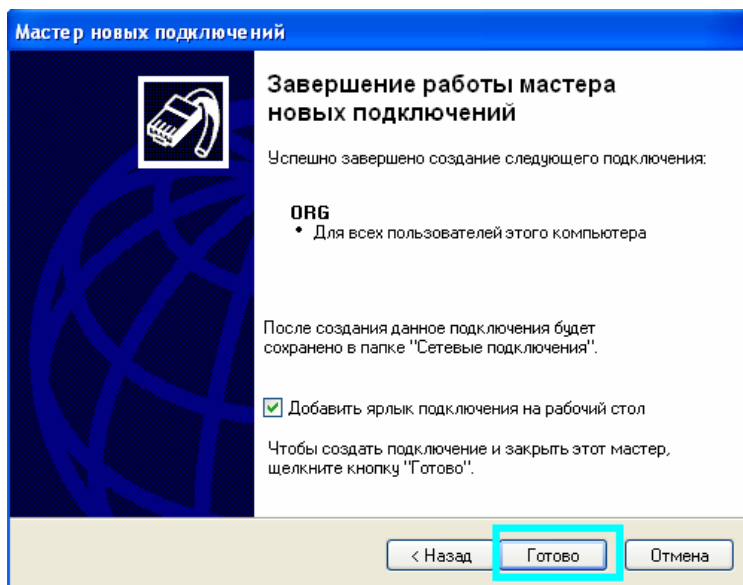 Мастер новых подключений
Завершение работы мастера
новых подключений
Успешно завершено создание следующего подключения:
ORG
• Для всех пользователей этого компьютера
После создания данное подключения будет
сохранено в папке "Сетевые подключения".
Добавить ярлык подключения на рабочий стол
Чтобы создать подключение и закрыть этот мастер,
щелкните кнопку "Готово".
< Назад Готово Отмена